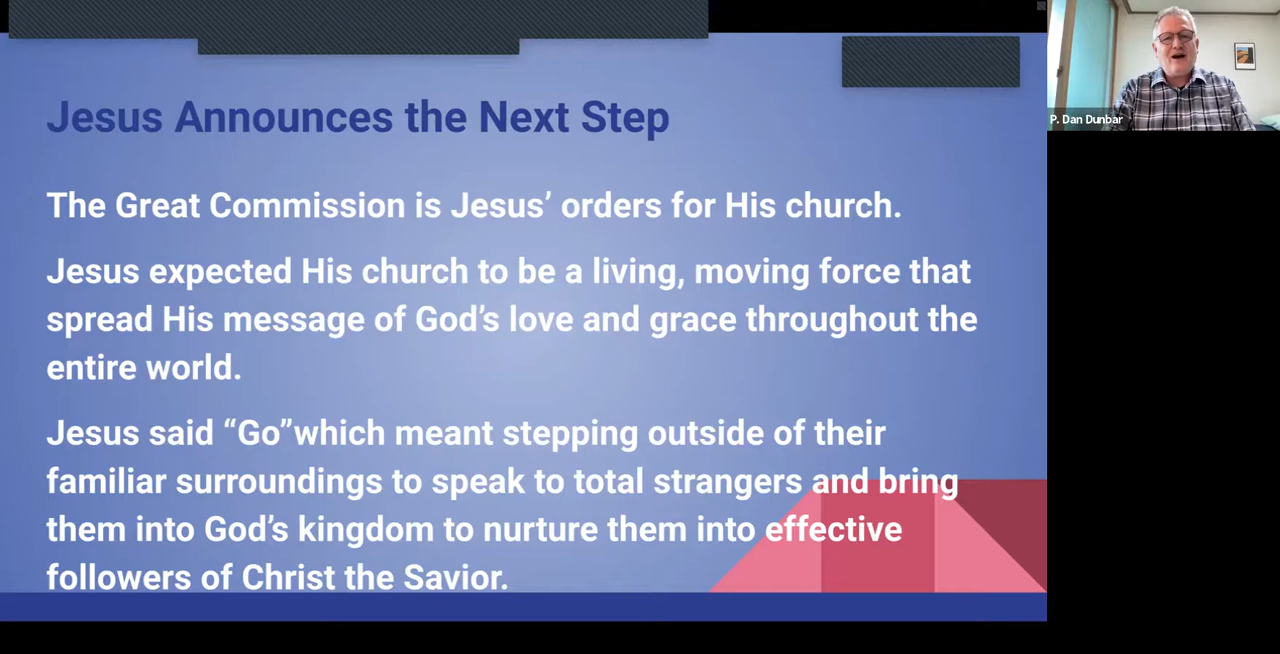 Jesus Announces the Next Step
The Great Commission is Jesus’ orders for His church.
Jesus expected His church to be a living, moving force that
spread His message of God’s love and grace throughout the
entire world.
Jesus said “Go”which meant stepping outside of their
familiar surroundings to speak to total strangers and bring
them into God’s kingdom to nurture them into effective
followers of Christ the Savior.
P. Dan Dunbar